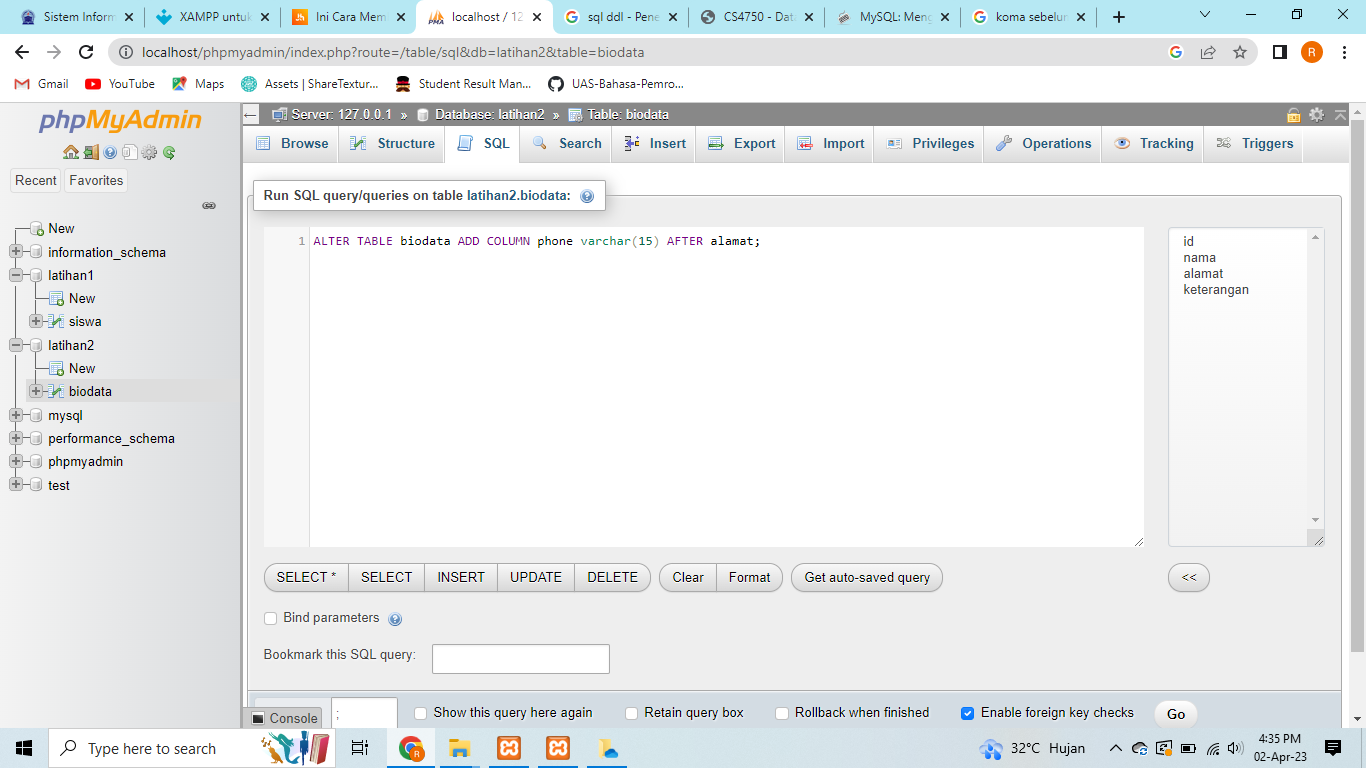 Sistem Inform
XAMPP untuk
Ini Cara Mem
localhost / 12
sql ddl - Pene
CS4750 - Dat
MySQL: Meng
koma sebelur
localhost/phpmyadmin/index.php?route=/table/sql&db=latihan2&table=biodata
R
Gmail
YouTube
Maps
Assets | ShareTextur...
Student Result Man...
UAS-Bahasa-Pemro...
phpMyAdmin
Server: 127.0.0.1 » Database: latihan2 » Table: biodata
Browse
Structure
SQL
Search
Insert
Export
Import
Privileges
Operations
Tracking
Triggers
Recent
Favorites
New
information_schema
latihan1
New
siswa
latihan2
New
biodata
mysql
performance_schema
phpmyadmin
test
Run SQL query/queries on table latihan2.biodata:
1 ALTER TABLE biodata ADD COLUMN phone varchar(15) AFTER alamat;
id
nama
alamat
keterangan
SELECT *
SELECT
INSERT
UPDATE
DELETE
Clear
Format
Get auto-saved query
<<
Bind parameters
Bookmark this SQL query:
Console
;
Show this query here again
Retain query box
Rollback when finished
Enable foreign key checks
Go
Type here to search
32°C Hujan
4:35 PM
02-Apr-23